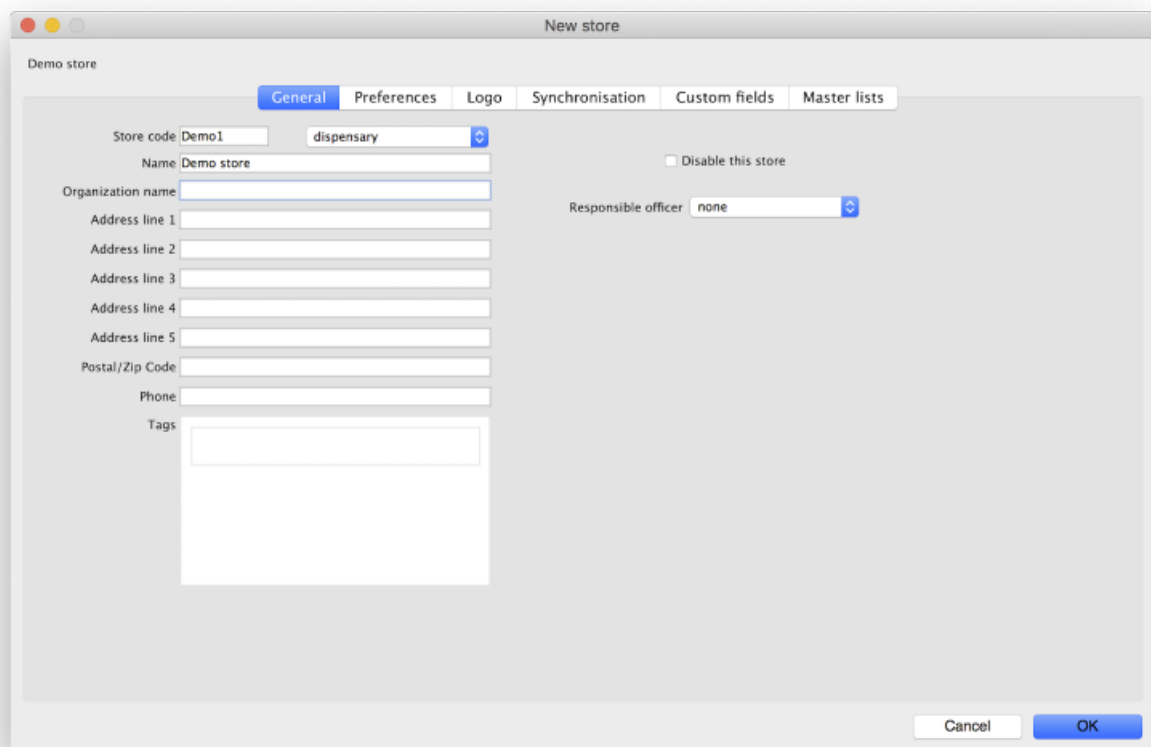 New store
Demo store
General Preferences Logo Synchronisation Custom fields Master lists
Store code Demo1 dispensary
Name Demo store
Disable this store
Organization name
Responsible officer none
Address line 1
Address line 2
Address line 3
Address line 4
Address line 5
Postal/Zip Code
Phone
Tags
Cancel OK